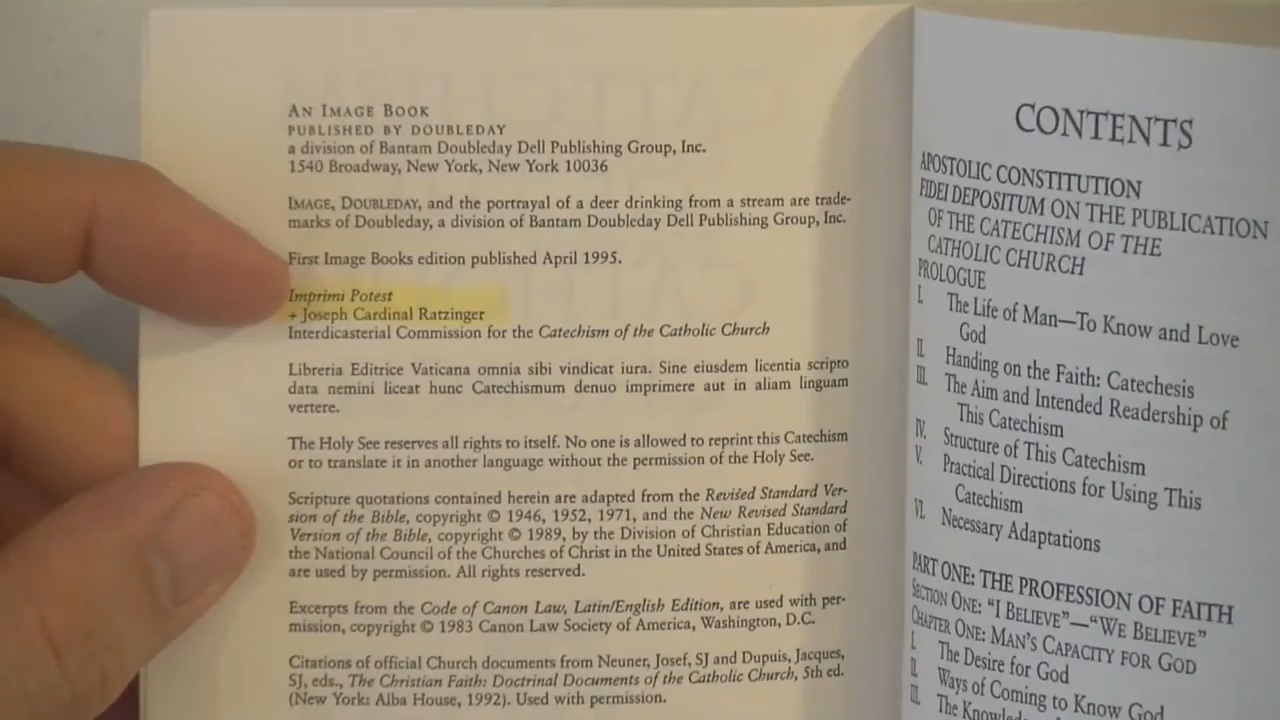 AN IMAGE BOOK
PUBLISHED BY DOUBLEDAY
a division of Bantam Doubleday Dell Publishing Group, Inc.
1540 Broadway, New York, New York 10036
IMAGE, DOUBLEDAY, and the portrayal of a deer drinking from a stream are trade-
marks of Doubleday, a division of Bantam Doubleday Dell Publishing Group, Inc.
First Image Books edition published April 1995.
Imprimi Potest
+ Joseph Cardinal Ratzinger
Interdicasterial Commission for the Catechism of the Catholic Church
Libreria Editrice Vaticana omnia sibi vindicat iura. Sine eiusdem licentia scripto
data nemini liceat hunc Catechismum denuo imprimere aut in aliam linguam
vertere.
The Holy See reserves all rights to itself. No one is allowed to reprint this Catechism
or to translate it in another language without the permission of the Holy See.
Scripture quotations contained herein are adapted from the Revised Standard Ver-
sion of the Bible, copyright © 1946, 1952, 1971, and the New Revised Standard
Version of the Bible, copyright © 1989, by the Division of Christian Education of
the National Council of the Churches of Christ in the United States of America, and
are used by permission. All rights reserved.
Excerpts from the Code of Canon Law, Latin/English Edition, are used with per-
mission, copyright © 1983 Canon Law Society of America, Washington, D.C.
Citations of official Church documents from Neuner, Josef, SJ and Dupuis, Jacques,
SJ, eds., The Christian Faith: Doctrinal Documents of the Catholic Church, 5th ed.
(New York: Alba House, 1992). Used with permission.
CONTENTS
APOSTOLIC CONSTITUTION
FIDEI DEPOSITUM ON THE PUBLICATION
OF THE CATECHISM OF THE
CATHOLIC CHURCH
PROLOGUE
I. The Life of Man—To Know and Love
God
II. Handing on the Faith: Catechesis
III. The Aim and Intended Readership of
This Catechism
IV. Structure of This Catechism
V. Practical Directions for Using This
Catechism
VI. Necessary Adaptations
PART ONE: THE PROFESSION OF FAITH
SECTION ONE: "I BELIEVE"—"WE BELIEVE"
CHAPTER ONE: MAN'S CAPACITY FOR GOD
I. The Desire for God
II. Ways of Coming to Know God
III. The